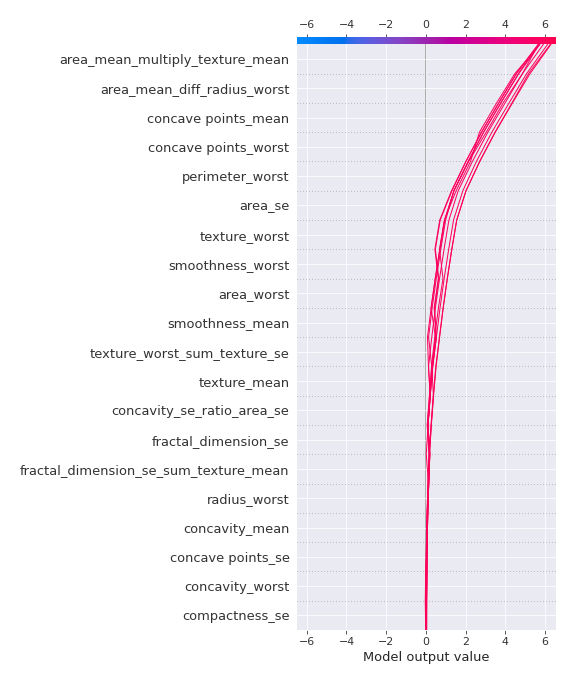 −6 −4 −2 0 2 4 6
area_mean_multiply_texture_mean
area_mean_diff_radius_worst
concave points_mean
concave points_worst
perimeter_worst
area_se
texture_worst
smoothness_worst
area_worst
smoothness_mean
texture_worst_sum_texture_se
texture_mean
concavity_se_ratio_area_se
fractal_dimension_se
fractal_dimension_se_sum_texture_mean
radius_worst
concavity_mean
concave points_se
concavity_worst
compactness_se
−6 −4 −2 0 2 4 6
Model output value